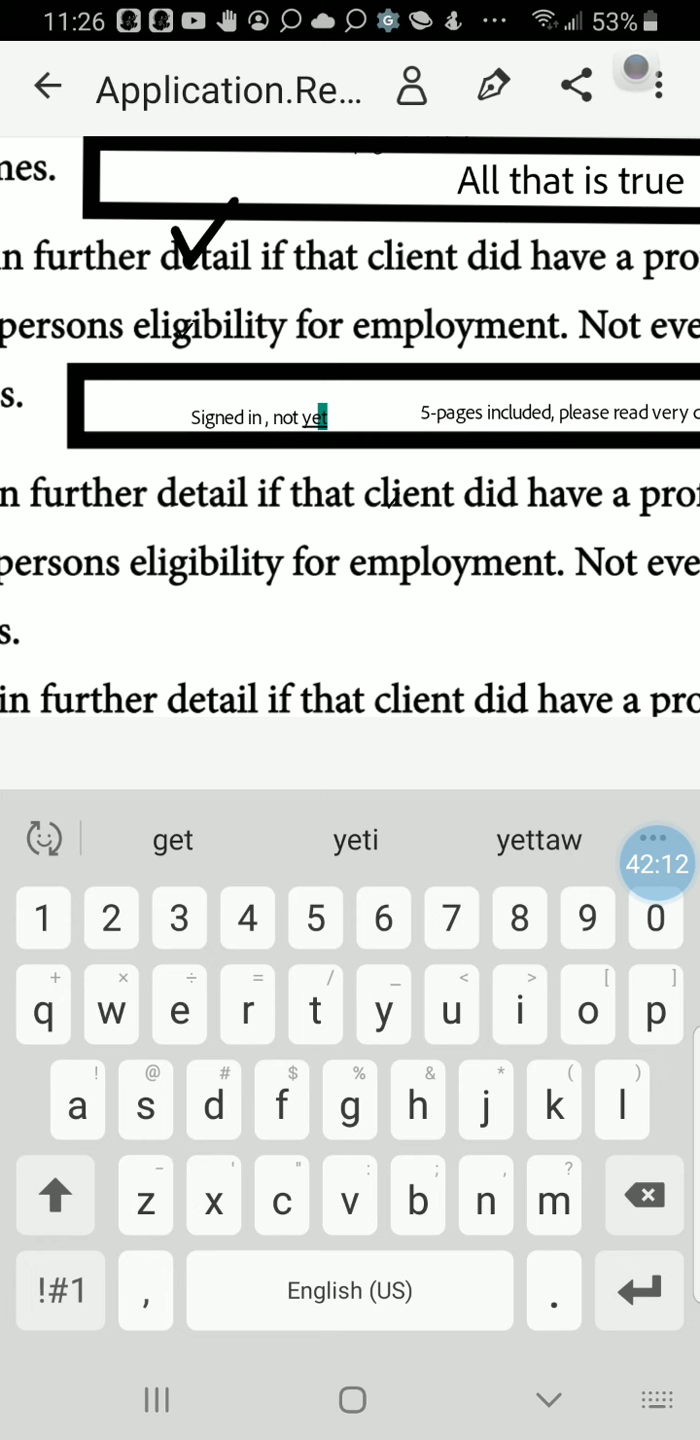 11:26 53%
Application.Re...
nes.
All that is true
n further detail if that client did have a pro
persons eligibility for employment. Not eve
s.
Signed in , not yet 5-pages included, please read very c
n further detail if that client did have a prof
persons eligibility for employment. Not eve
s.
in further detail if that client did have a pro
get yeti yettaw
42:12
1 2 3 4 5 6 7 8 9 0
+ × ÷ = / _ < > [ ]
q w e r t y u i o p
! @ # $ % & * ( )
a s d f g h j k l
- ' " : ; , ?
z x c v b n m
!#1 , English (US) .